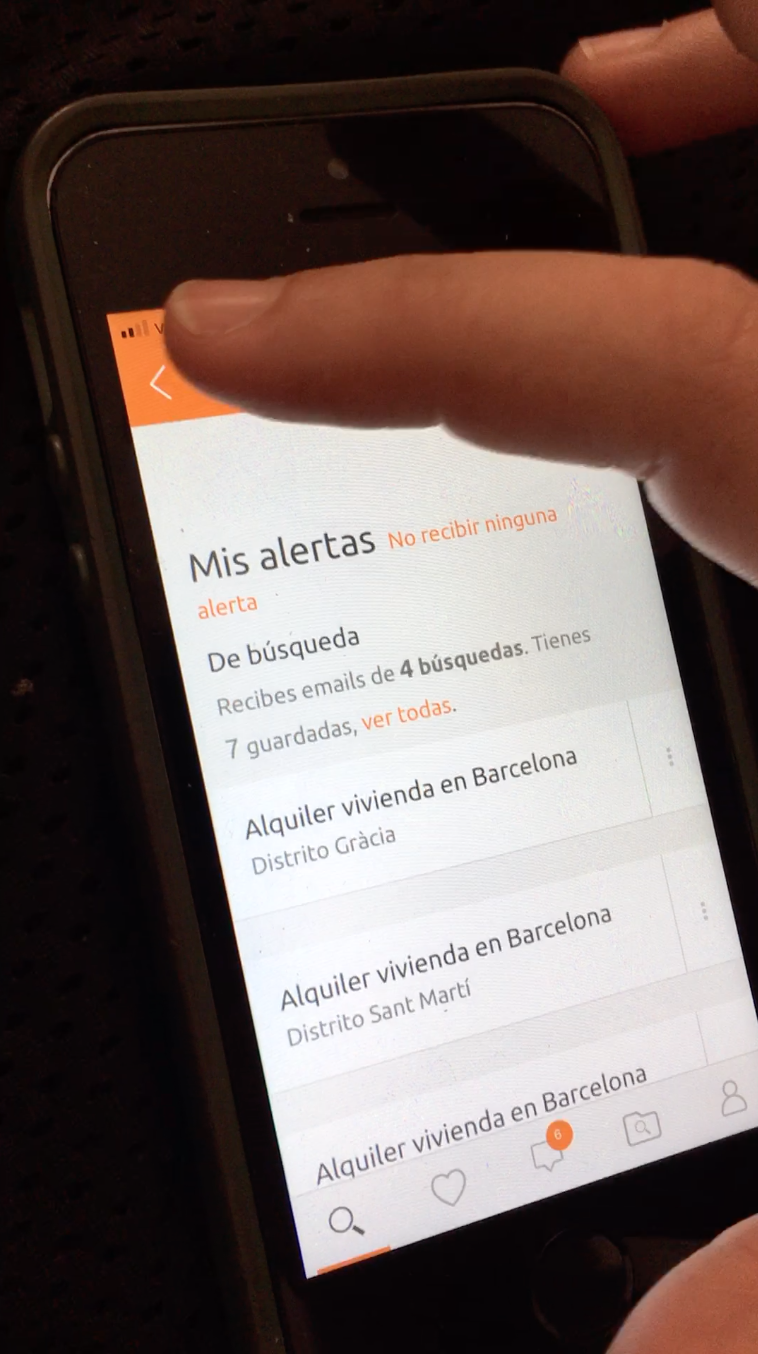 Mis alertas No recibir ninguna
alerta
De búsqueda
Recibes emails de 4 búsquedas. Tienes
7 guardadas, ver todas.
Alquiler vivienda en Barcelona
Distrito Gràcia
Alquiler vivienda en Barcelona
Distrito Sant Martí
Alquiler vivienda en Barcelona
6